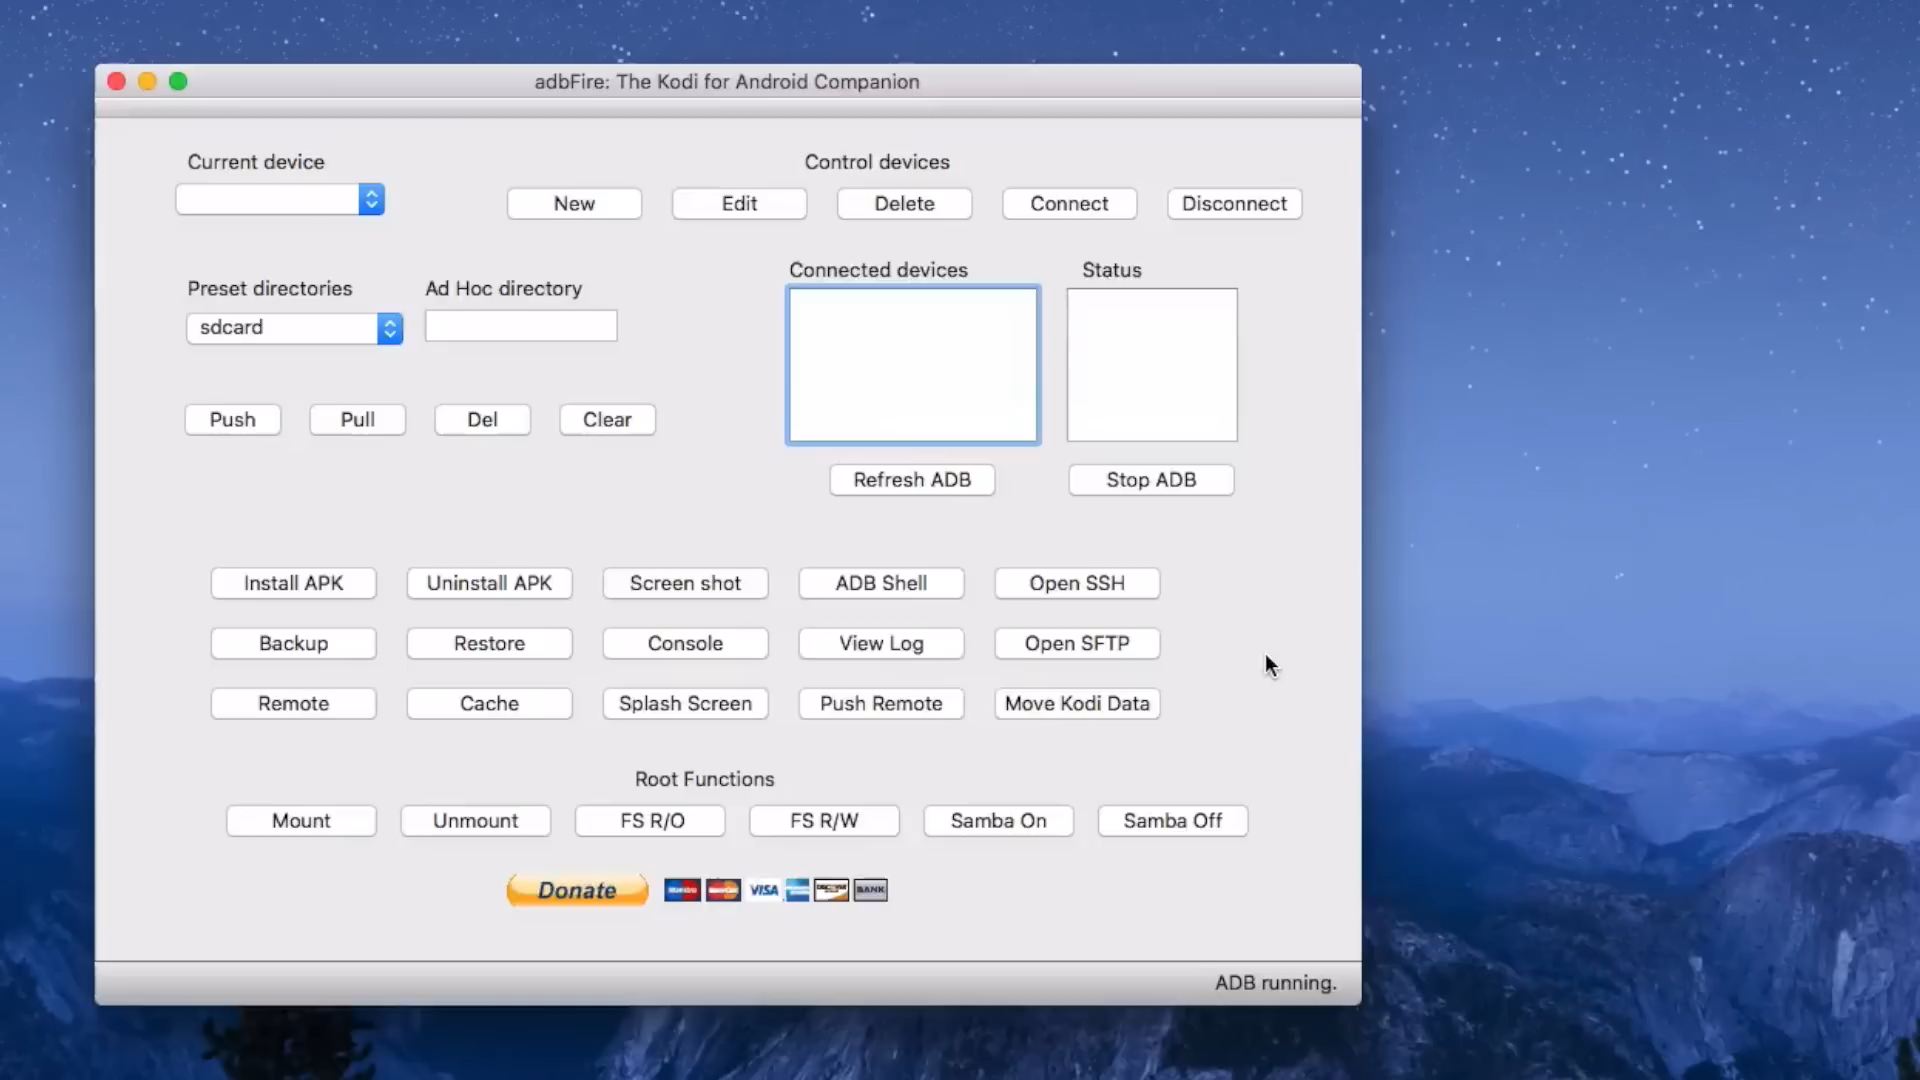 adbFire: The Kodi for Android Companion
Current device
Control devices
New Edit Delete Connect Disconnect
Connected devices Status
Preset directories Ad Hoc directory
sdcard
Push Pull Del Clear
Refresh ADB Stop ADB
Install APK Uninstall APK Screen shot ADB Shell Open SSH
Backup Restore Console View Log Open SFTP
Remote Cache Splash Screen Push Remote Move Kodi Data
Root Functions
Mount Unmount FS R/O FS R/W Samba On Samba Off
Donate VISA BANK
ADB running.